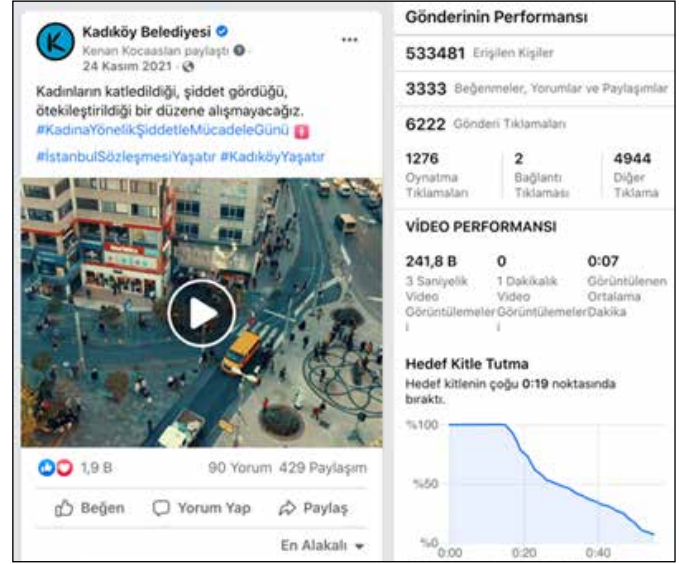 Kadıköy Belediyesi
Kenan Kocaaslan paylaştı
24 Kasım 2021
Kadınların katledildiği, şiddet gördüğü,
ötekileştirildiği bir düzene alışmayacağız.
#KadınaYönelikŞiddetleMücadeleGünü
#İstanbulSözleşmesiYaşatır #KadıköyYaşatır
1,9 B
90 Yorum 429 Paylaşım
Beğen
Yorum Yap
Paylaş
En Alakalı
Gönderinin Performansı
533481 Erişilen Kişiler
3333 Beğenmeler, Yorumlar ve Paylaşımlar
6222 Gönderi Tıklamaları
1276 2 4944
Oynatma Bağlantı Diğer
Tıklamaları Tıklaması Tıklama
VİDEO PERFORMANSI
241,8 B 0 0:07
3 Saniyelik 1 Dakikalık Görüntülenen
Video Video Ortalama
Görüntülemeler Görüntülemeler Dakika
i i
Hedef Kitle Tutma
Hedef kitlenin çoğu 0:19 noktasında
bıraktı.
%100
%50
%0
0:00 0:20 0:40